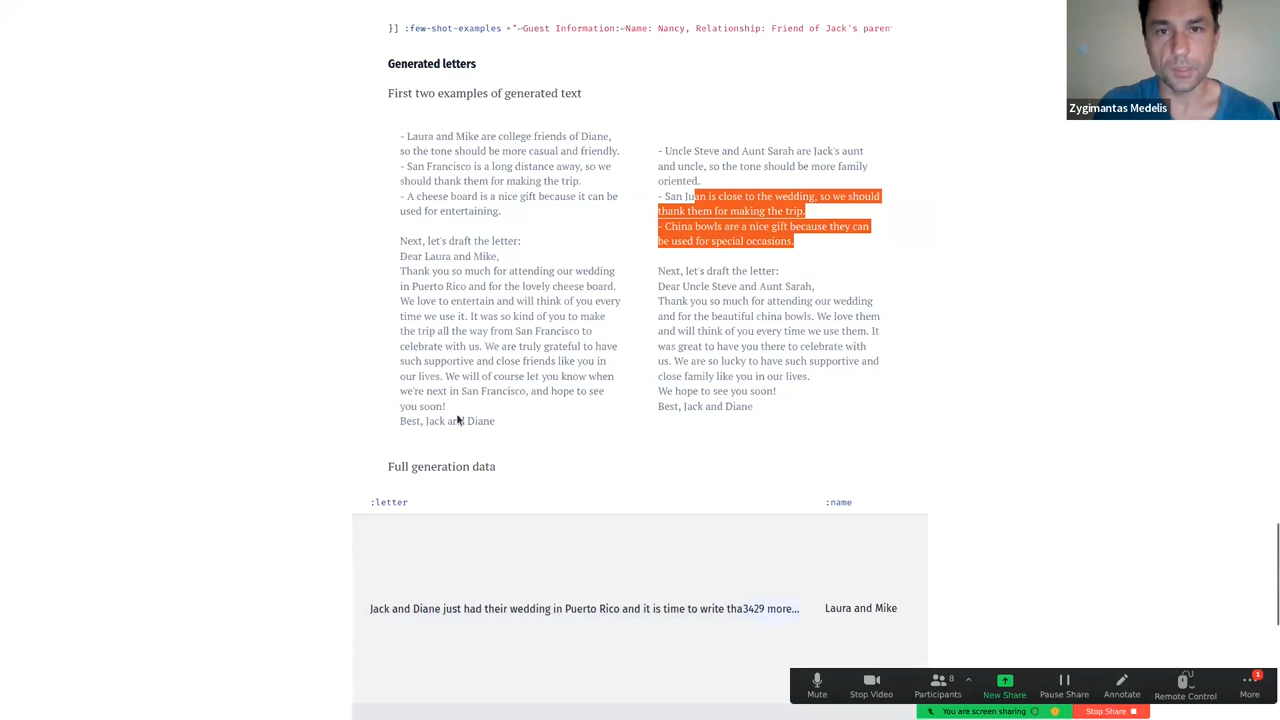 }] :few-shot-examples ▸"⏎Guest Information:⏎Name: Nancy, Relationship: Friend of Jack's paren
Zygimantas Medelis
Generated letters
First two examples of generated text
- Laura and Mike are college friends of Diane,
so the tone should be more casual and friendly.
- San Francisco is a long distance away, so we
should thank them for making the trip.
- A cheese board is a nice gift because it can be
used for entertaining.
Next, let's draft the letter:
Dear Laura and Mike,
Thank you so much for attending our wedding
in Puerto Rico and for the lovely cheese board.
We love to entertain and will think of you every
time we use it. It was so kind of you to make
the trip all the way from San Francisco to
celebrate with us. We are truly grateful to have
such supportive and close friends like you in
our lives. We will of course let you know when
we're next in San Francisco, and hope to see
you soon!
Best, Jack and Diane
- Uncle Steve and Aunt Sarah are Jack's aunt
and uncle, so the tone should be more family
oriented.
- San Juan is close to the wedding, so we should
thank them for making the trip.
- China bowls are a nice gift because they can
be used for special occasions.
Next, let's draft the letter:
Dear Uncle Steve and Aunt Sarah,
Thank you so much for attending our wedding
and for the beautiful china bowls. We love them
and will think of you every time we use them. It
was great to have you there to celebrate with
us. We are so lucky to have such supportive and
close family like you in our lives.
We hope to see you soon!
Best, Jack and Diane
Full generation data
:letter :name
Jack and Diane just had their wedding in Puerto Rico and it is time to write tha3429 more... Laura and Mike
8 1
Mute Stop Video Participants New Share Pause Share Annotate Remote Control More
You are screen sharing Stop Share